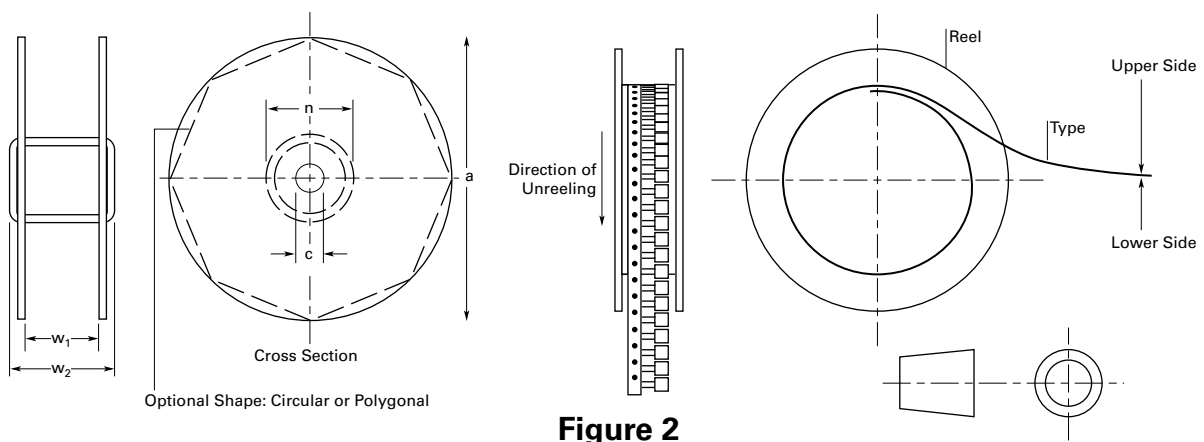 n
a
c
w₁
w₂
Cross Section
Optional Shape: Circular or Polygonal
Direction of
Unreeling
Reel
Type
Upper Side
Lower Side
Figure 2